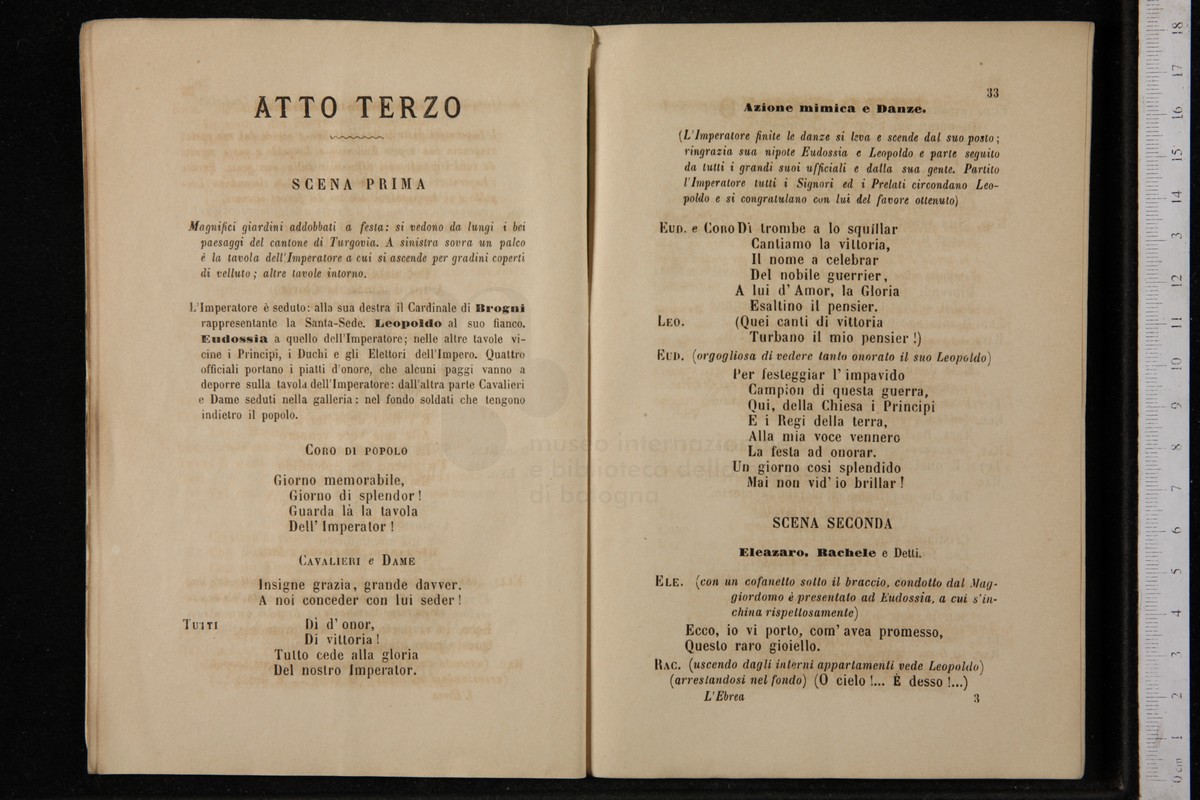 ATTO TERZO
SCENA PRIMA
Magnifici giardini addobbati a festa: si vedono da lungi i bei
paesaggi del cantone di Turgovia. A sinistra sovra un palco
è la tavola dell'Imperatore a cui si ascende per gradini coperti
di velluto; altre tavole intorno.
L'Imperatore è seduto: alla sua destra il Cardinale di Brogni
rappresentante la Santa-Sede. Leopoldo al suo fianco.
Eudossia a quello dell'Imperatore; nelle altre tavole vi-
cine i Principi, i Duchi e gli Elettori dell'Impero. Quattro
officiali portano i piatti d'onore, che alcuni paggi vanno a
deporre sulla tavola dell'Imperatore: dall'altra parte Cavalieri
e Dame seduti nella galleria: nel fondo soldati che tengono
indietro il popolo.
CORO DI POPOLO
Giorno memorabile,
Giorno di splendor!
Guarda là la tavola
Dell' Imperator!
CAVALIERI e DAME
Insigne grazia, grande davver.
A noi conceder con lui seder!
TUTTI Dì d' onor,
Di vittoria!
Tutto cede alla gloria
Del nostro Imperator.
33
Azione mimica e Danze.
(L'Imperatore finite le danze si leva e scende dal suo posto;
ringrazia sua nipote Eudossia e Leopoldo e parte seguito
da tutti i grandi suoi ufficiali e dalla sua gente. Partito
l'Imperatore tutti i Signori ed i Prelati circondano Leo-
poldo e si congratulano con lui del favore ottenuto)
EUD. e CORO Dì trombe a lo squillar
Cantiamo la vittoria,
Il nome a celebrar
Del nobile guerrier,
A lui d' Amor, la Gloria
Esaltino il pensier.
LEO. (Quei canti di vittoria
Turbano il mio pensier!)
EUD. (orgogliosa di vedere tanto onorato il suo Leopoldo)
Per festeggiar l' impavido
Campion di questa guerra,
Qui, della Chiesa i Principi
E i Regi della terra,
Alla mia voce vennero
La festa ad onorar.
Un giorno così splendido
Mai non vid' io brillar!
SCENA SECONDA
Eleazaro. Rachele e Detti.
ELE. (con un cofanetto sotto il braccio, condotto dal Mag-
giordomo è presentato ad Eudossia, a cui s'in-
china rispettosamente)
Ecco, io vi porto, com' avea promesso,
Questo raro gioiello.
RAC. (uscendo dagli interni appartamenti vede Leopoldo)
(arrestandosi nel fondo) (O cielo!... È desso!...)
L'Ebrea 3
museo internazio
e biblioteca della
di bologna